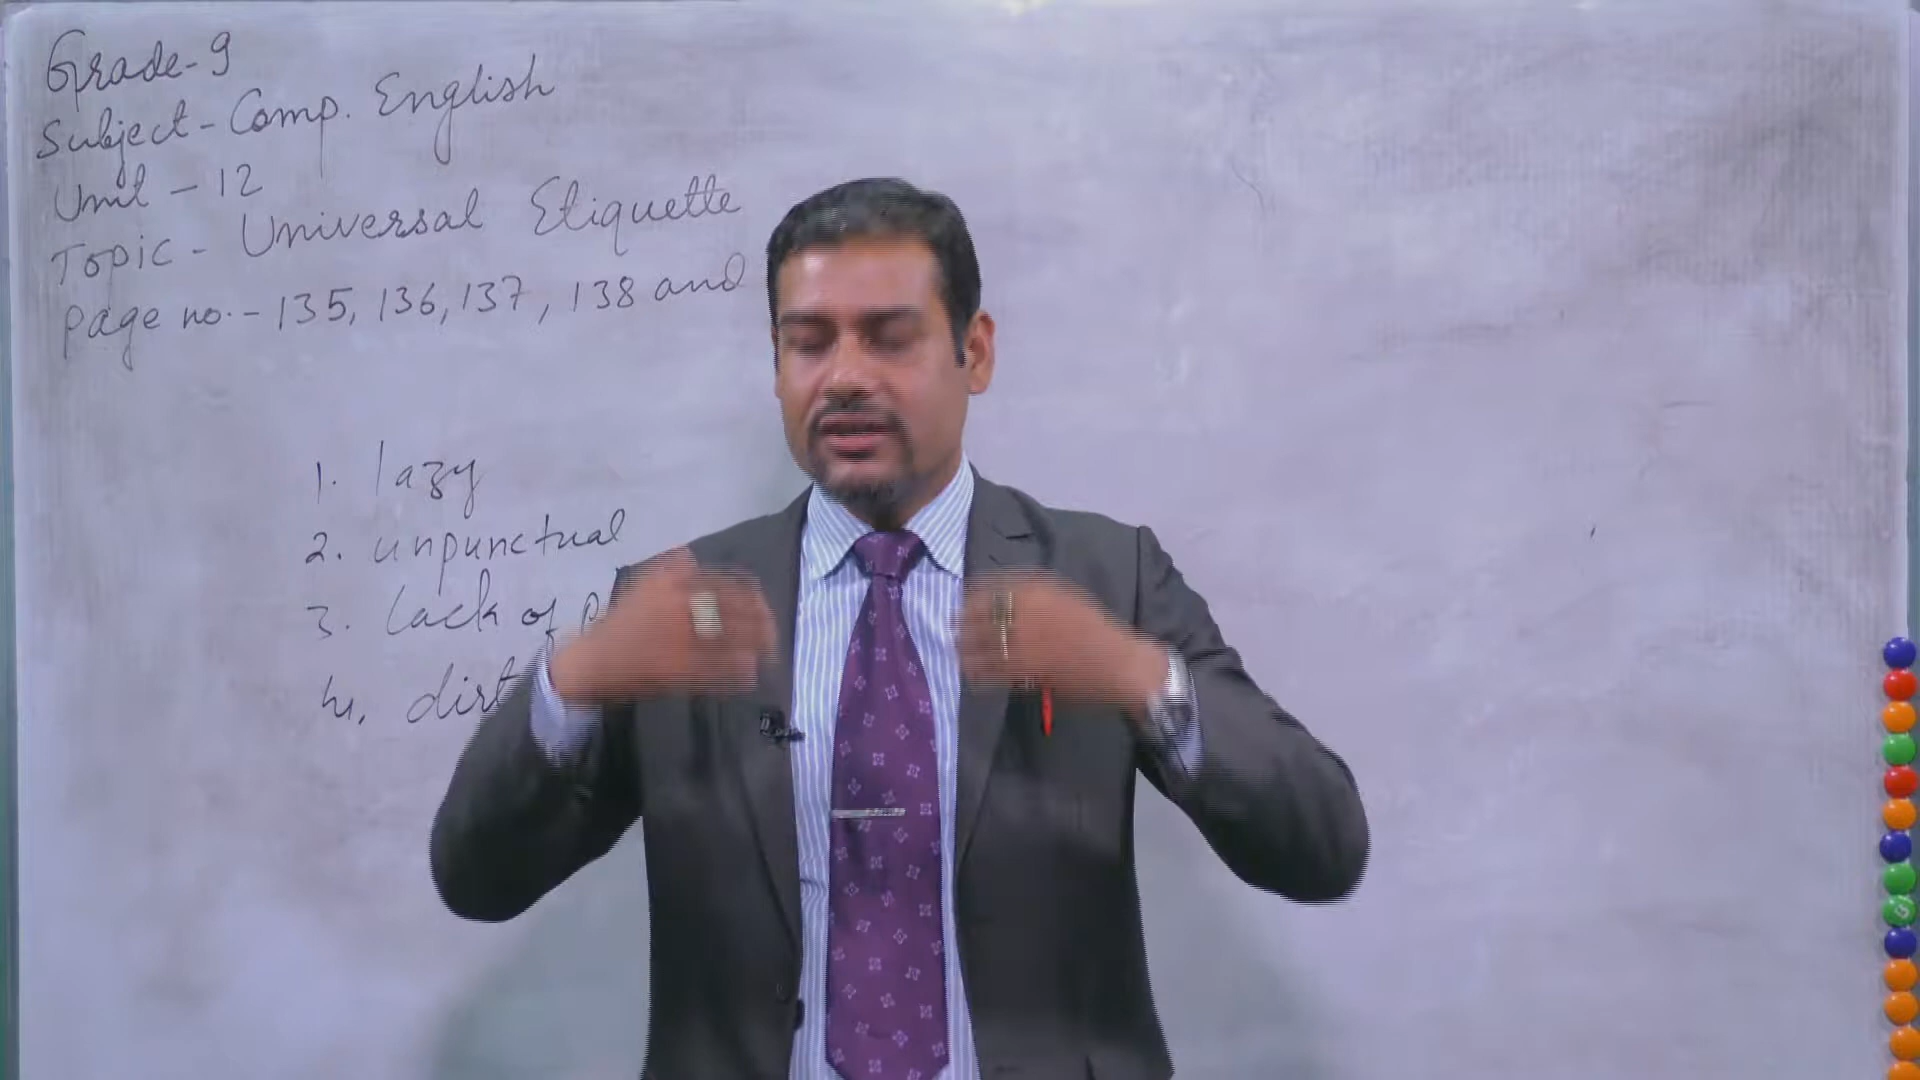 Grade-9
Subject-Comp. English
Unit - 12
Topic - Universal Etiquette
Page no.- 135, 136, 137, 138 and
1. lazy
2. unpunctual
3. lack of
4. dirt